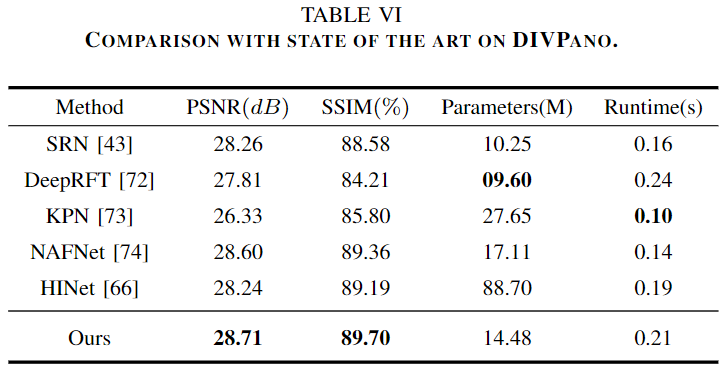 TABLE VI
COMPARISON WITH STATE OF THE ART ON DIVPANO.
Method PSNR(dB) SSIM(%) Parameters(M) Runtime(s)
SRN [43] 28.26 88.58 10.25 0.16
DeepRFT [72] 27.81 84.21 09.60 0.24
KPN [73] 26.33 85.80 27.65 0.10
NAFNet [74] 28.60 89.36 17.11 0.14
HINet [66] 28.24 89.19 88.70 0.19
Ours 28.71 89.70 14.48 0.21